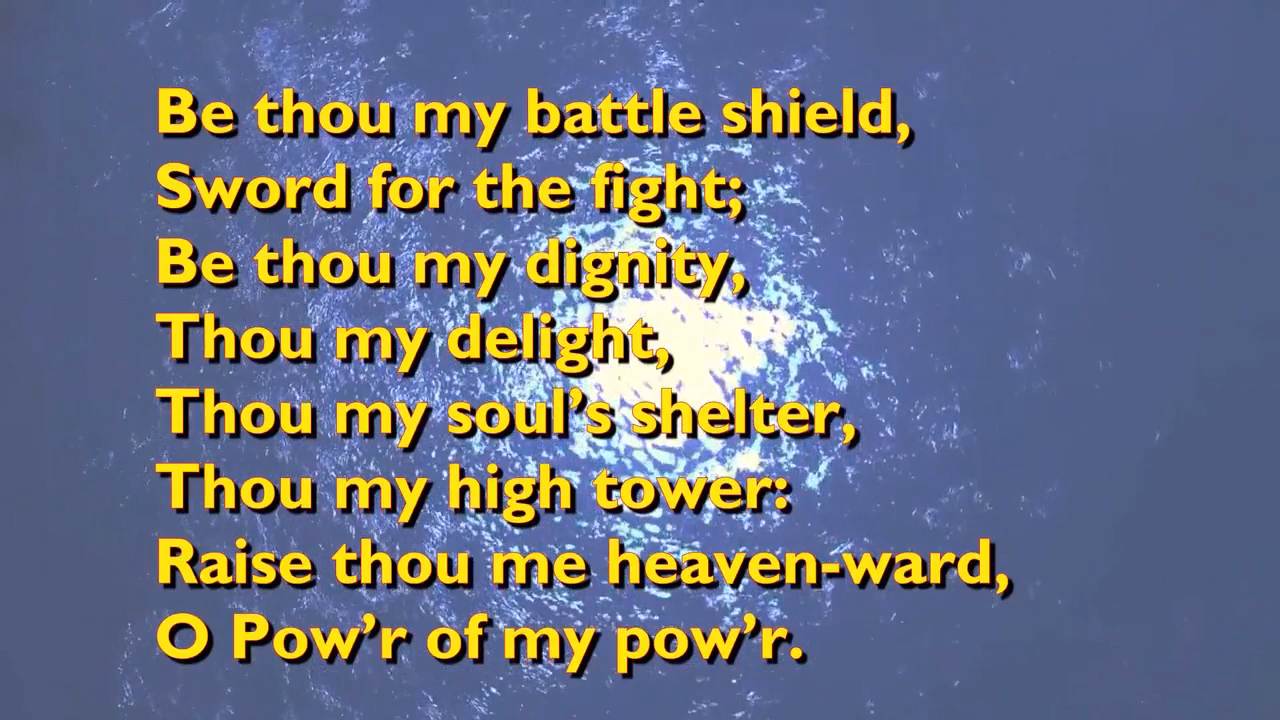 Be thou my battle shield,
Sword for the fight;
Be thou my dignity,
Thou my delight,
Thou my soul’s shelter,
Thou my high tower:
Raise thou me heaven-ward,
O Pow’r of my pow’r.